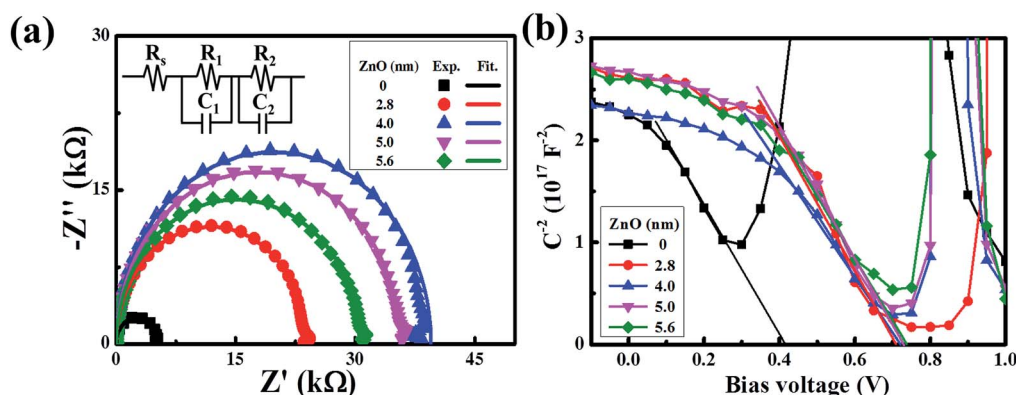 (a)
30
15
0
0
15
30
45
-Z'' (kΩ)
Z' (kΩ)
Rs R1 R2
C1 C2
ZnO (nm) Exp. Fit.
0
2.8
4.0
5.0
5.6
(b)
3
2
1
0
0.0
0.2
0.4
0.6
0.8
1.0
C⁻² (10¹⁷ F⁻²)
Bias voltage (V)
ZnO (nm)
0
2.8
4.0
5.0
5.6